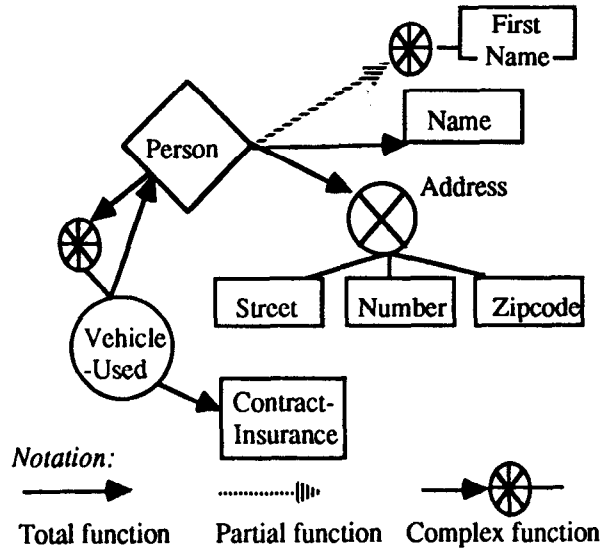 First
Name
Name
Person
Address
Street
Number
Zipcode
Vehicle
-Used
Contract-
Insurance
Notation:
Total function
Partial function
Complex function